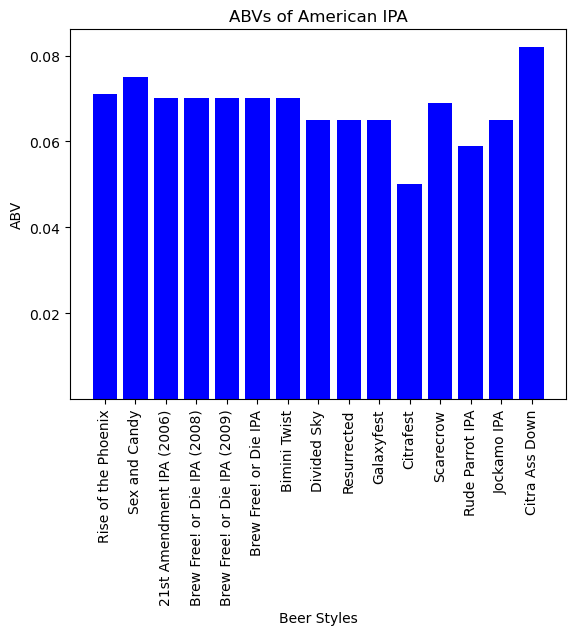 ABVs of American IPA
0.08
0.06
0.04
0.02
ABV
Rise of the Phoenix
Sex and Candy
21st Amendment IPA (2006)
Brew Free! or Die IPA (2008)
Brew Free! or Die IPA (2009)
Brew Free! or Die IPA
Bimini Twist
Divided Sky
Resurrected
Galaxyfest
Citrafest
Scarecrow
Rude Parrot IPA
Jockamo IPA
Citra Ass Down
Beer Styles